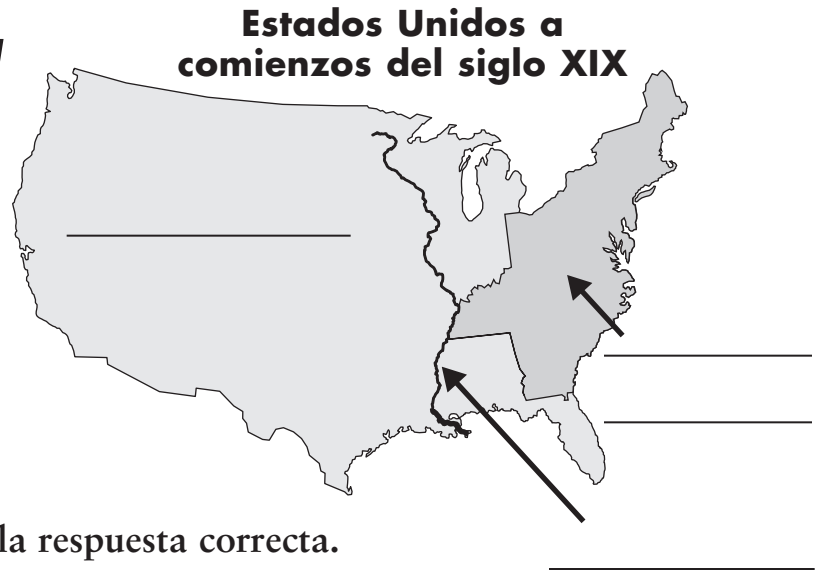 Estados Unidos a
comienzos del siglo XIX
la respuesta correcta.